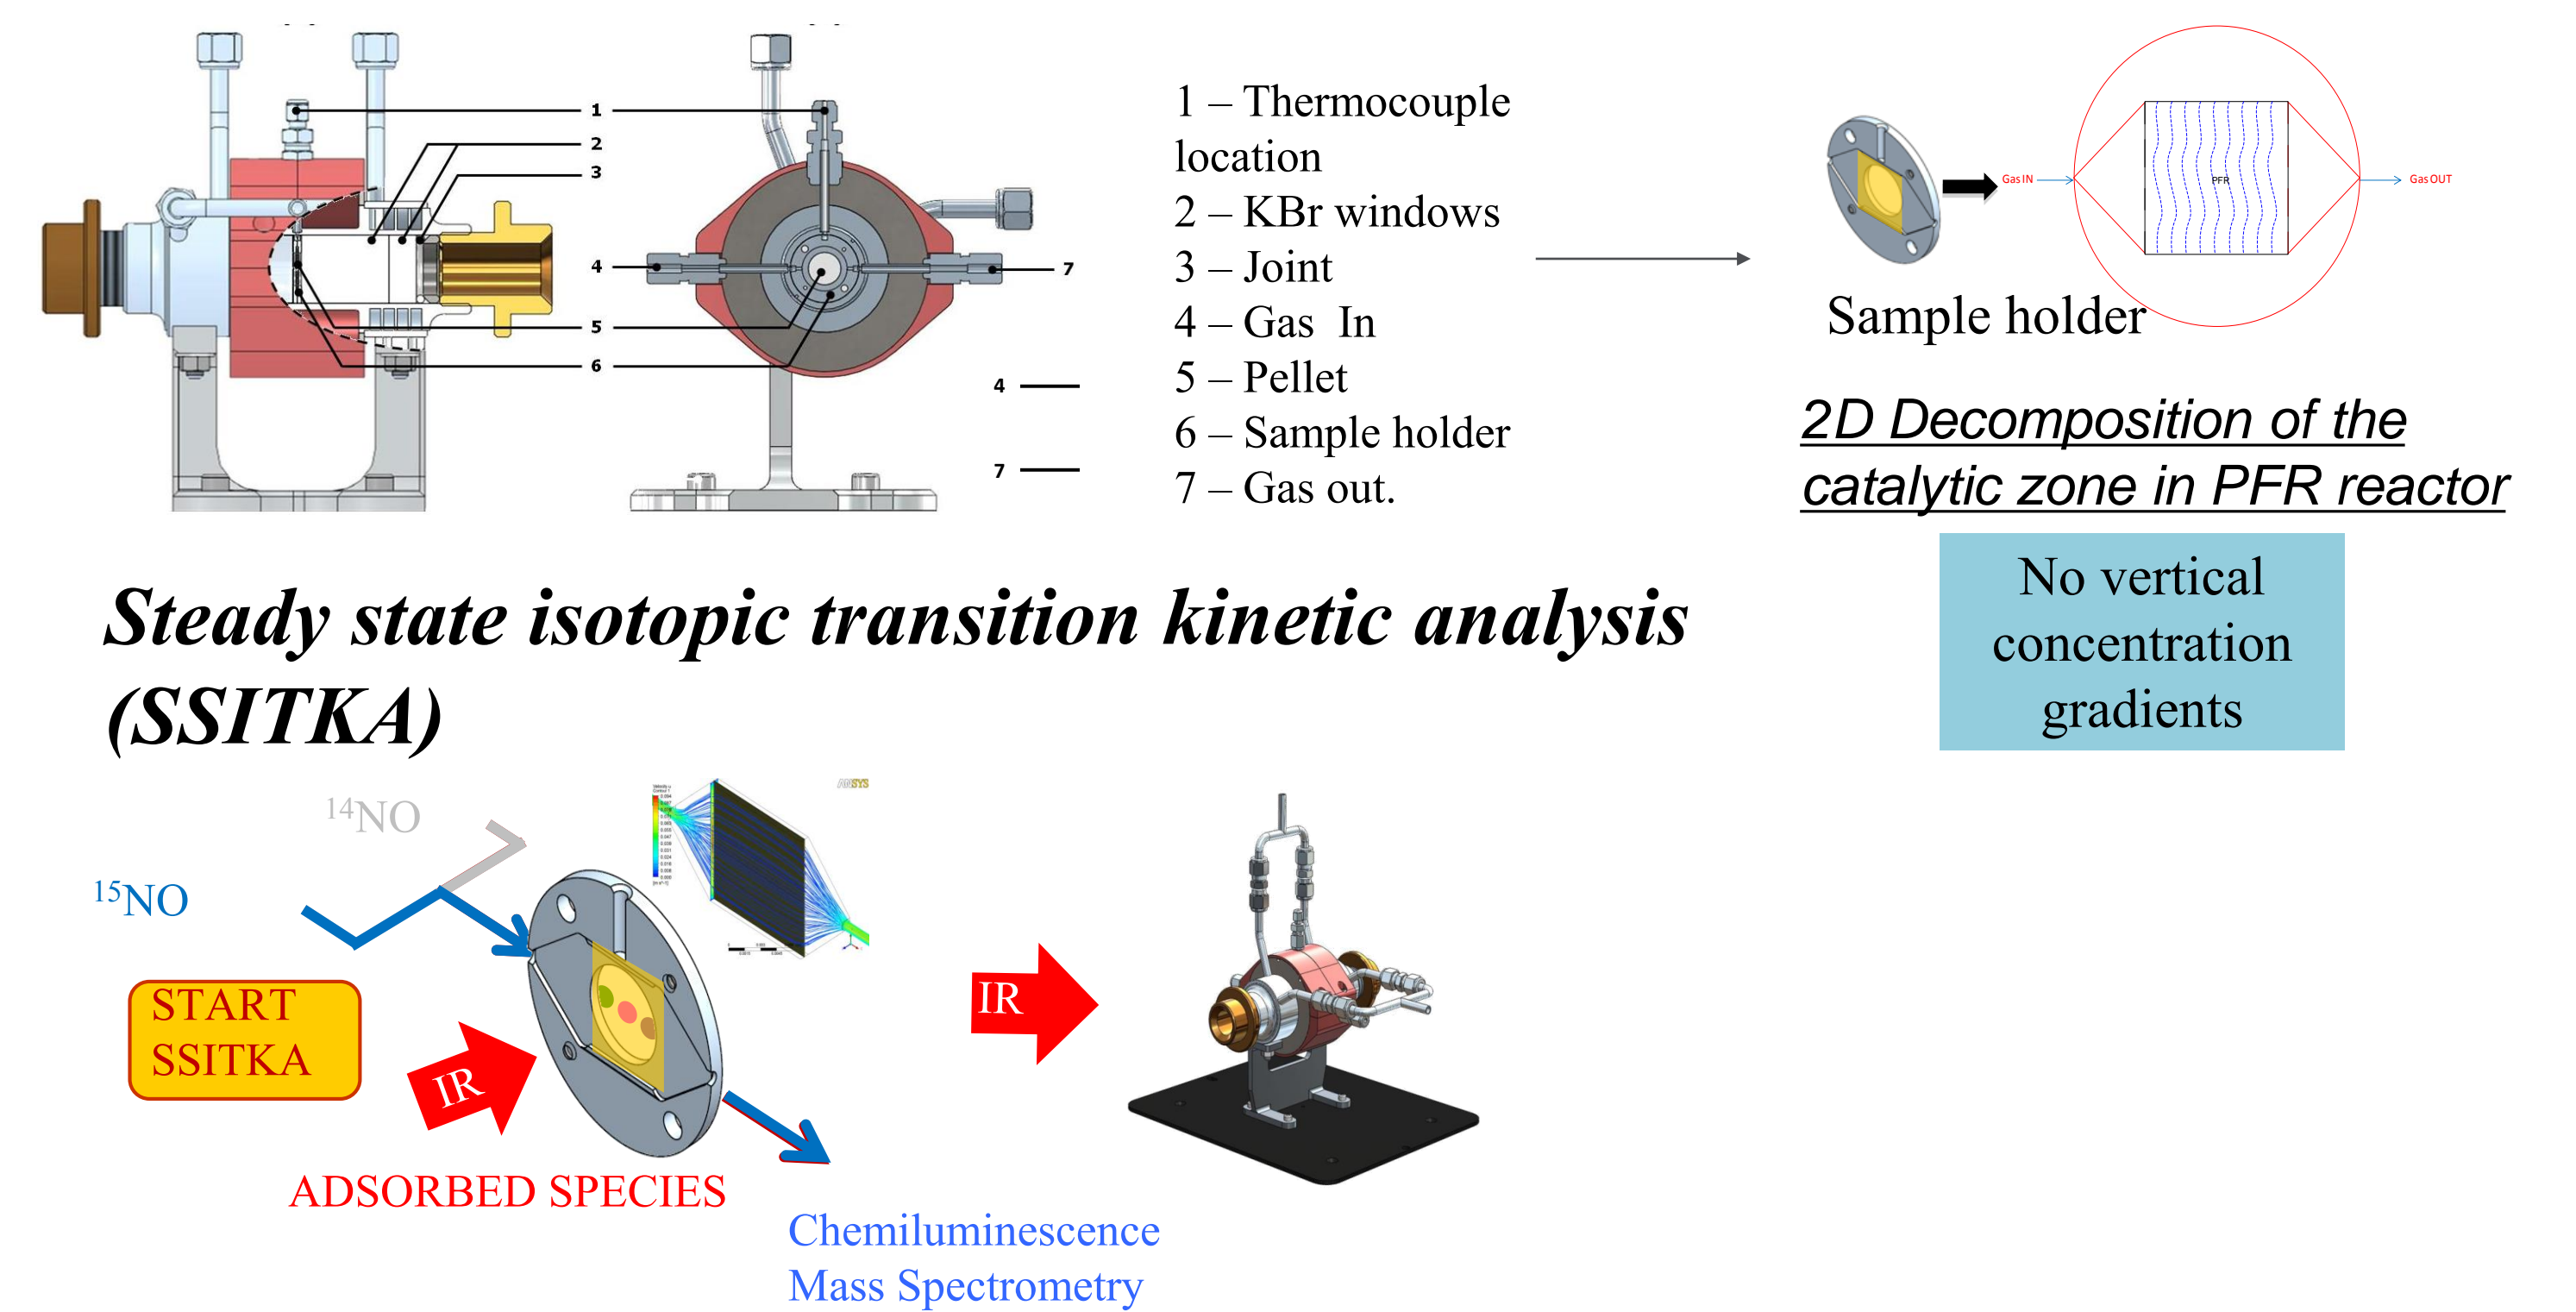 1
2
3
4
7
5
6
4
7
1 – Thermocouple
location
2 – KBr windows
3 – Joint
4 – Gas In
5 – Pellet
6 – Sample holder
7 – Gas out.
Gas IN
PFR
Gas OUT
Sample holder
2D Decomposition of the
catalytic zone in PFR reactor
No vertical
concentration
gradients
Steady state isotopic transition kinetic analysis
(SSITKA)
14NO
15NO
START
SSITKA
IR
ADSORBED SPECIES
ANSYS
IR
Chemiluminescence
Mass Spectrometry